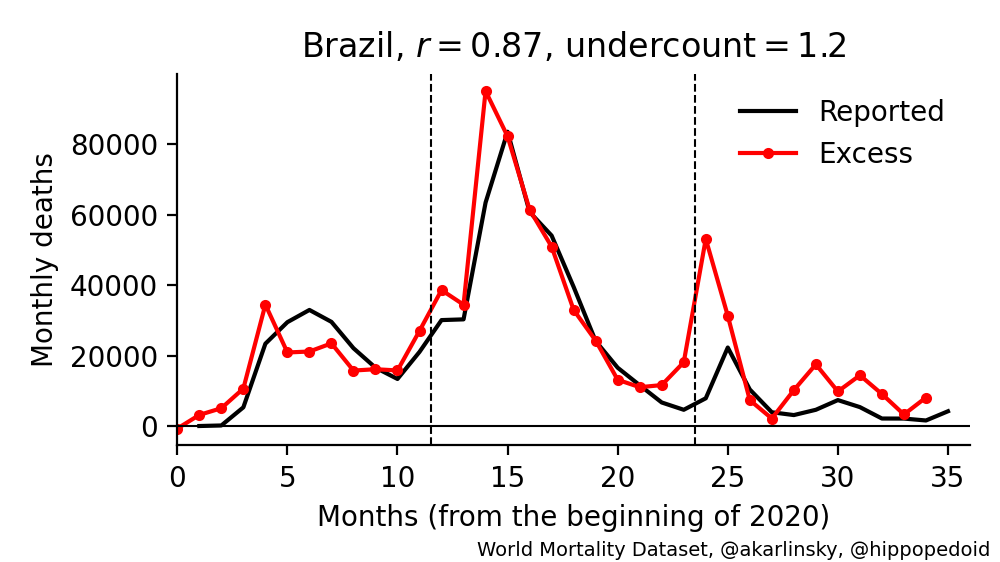 Brazil, r = 0.87, undercount = 1.2
Reported
Excess
Monthly deaths
80000
60000
40000
20000
0
0 5 10 15 20 25 30 35
Months (from the beginning of 2020)
World Mortality Dataset, @akarlinsky, @hippopedoid